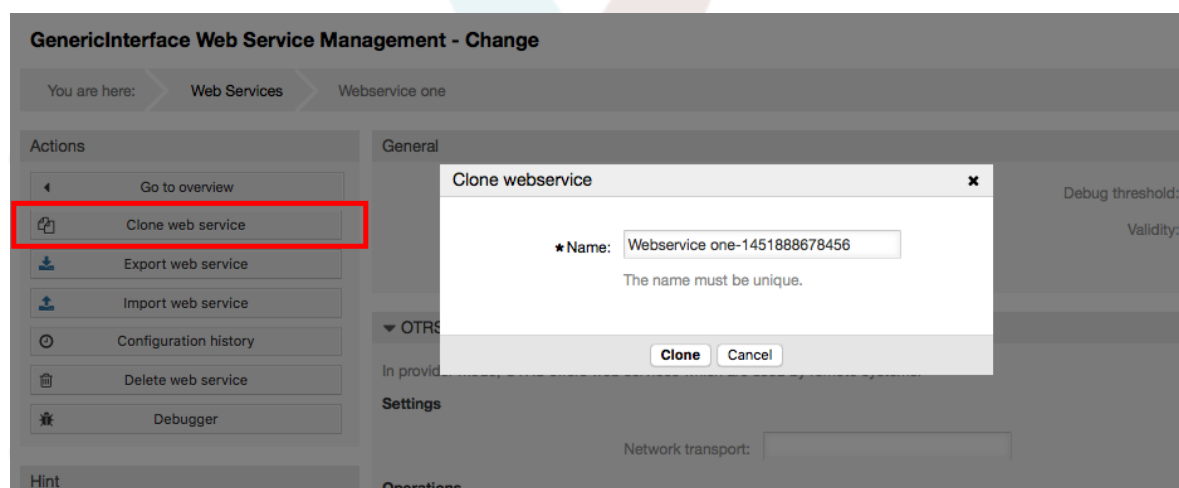 GenericInterface Web Service Management - Change
You are here: Web Services Webservice one
Actions
Go to overview
Clone web service
Export web service
Import web service
Configuration history
Delete web service
Debugger
Hint
General
Debug threshold:
Validity:
Clone webservice
* Name: Webservice one-1451888678456
The name must be unique.
Clone Cancel
OTRS
In provide
Settings
Network transport:
Operations